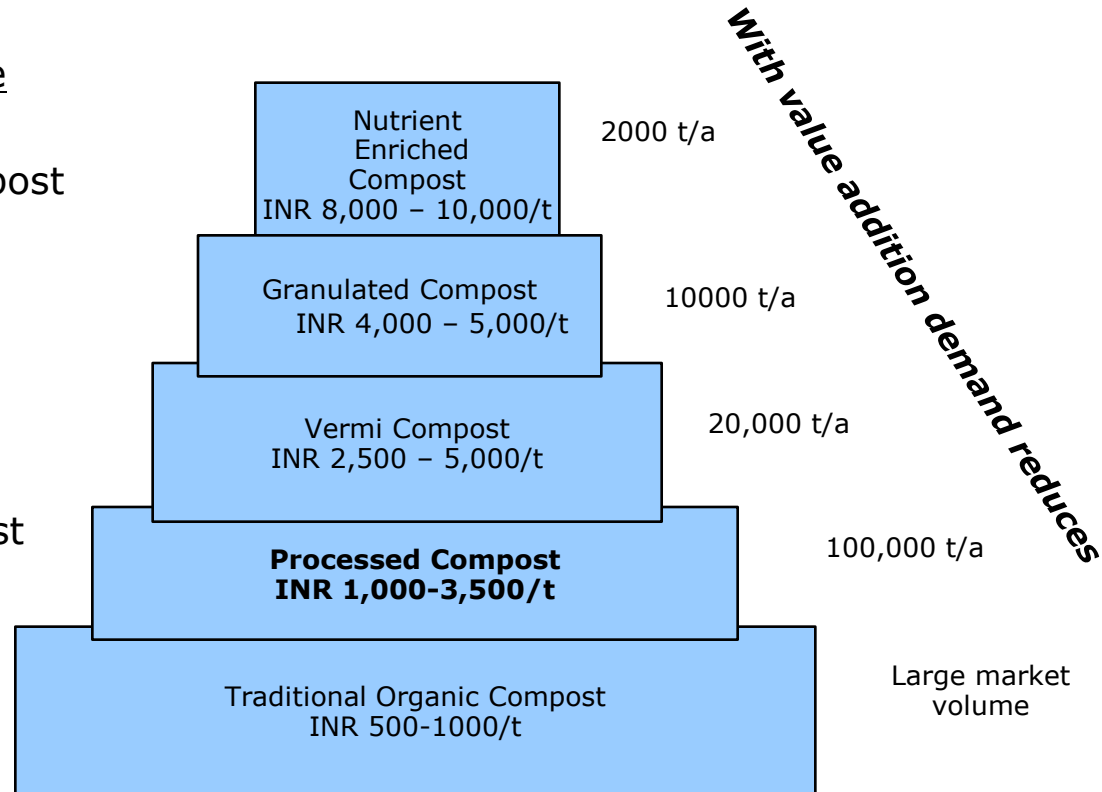 With value addition demand reduces
e
Nutrient
Enriched
Compost
INR 8,000 – 10,000/t
2000 t/a
post
Granulated Compost
INR 4,000 – 5,000/t
10000 t/a
Vermi Compost
INR 2,500 – 5,000/t
20,000 t/a
st
Processed Compost
INR 1,000-3,500/t
100,000 t/a
Traditional Organic Compost
INR 500-1000/t
Large market
volume